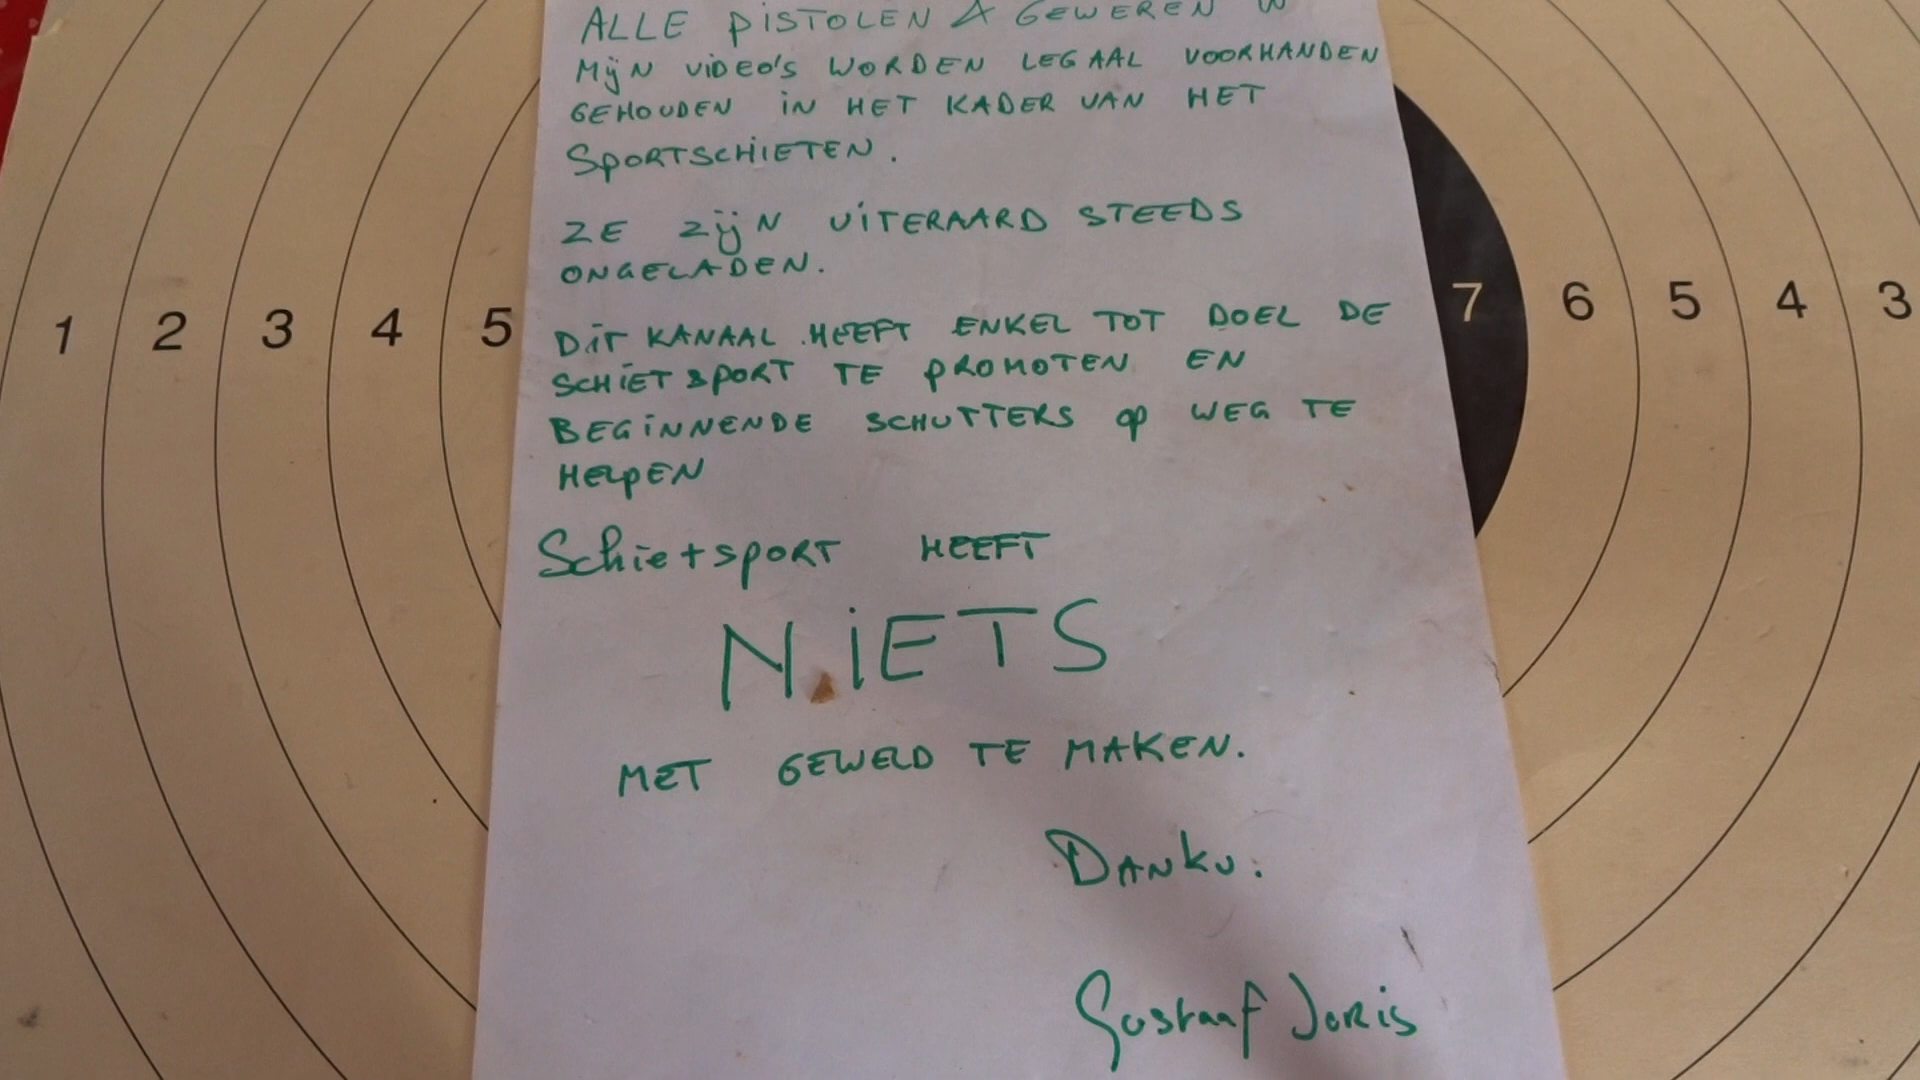 ALLE PISTOLEN & GEWEREN IN
MIJN VIDEO'S WORDEN LEGAAL VOORHANDEN
GEHOUDEN IN HET KADER VAN HET
SPORTSCHIETEN.
ZE ZIJN UITERAARD STEEDS
ONGELADEN.
DIT KANAAL HEEFT ENKEL TOT DOEL DE
SCHIETSPORT TE PROMOTEN EN
BEGINNENDE SCHUTTERS OP WEG TE
HELPEN
SchietSPORT HEEFT
NIETS
MET GEWELD TE MAKEN.
DANKU.
Gustaaf JORIS
1 2 3 4 5 7 6 5 4 3